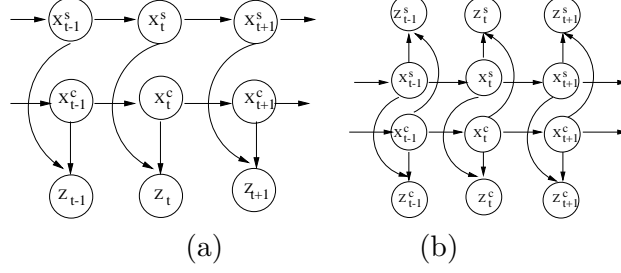 X^s_{t-1} X^s_t X^s_{t+1}
X^c_{t-1} X^c_t X^c_{t+1}
Z_{t-1} Z_t Z_{t+1}
(a)
Z^s_{t-1} Z^s_t Z^s_{t+1}
X^s_{t-1} X^s_t X^s_{t+1}
X^c_{t-1} X^c_t X^c_{t+1}
Z^c_{t-1} Z^c_t Z^c_{t+1}
(b)